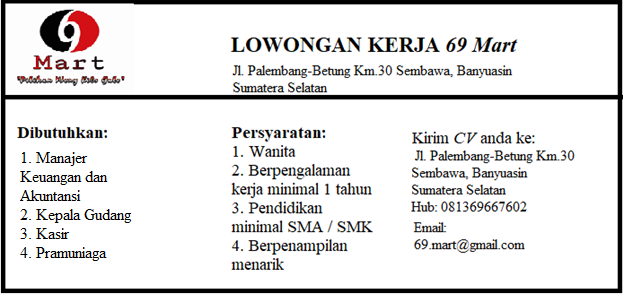 69
Mart
"Pilihan Wong Kito Galo"
LOWONGAN KERJA 69 Mart
Jl. Palembang-Betung Km.30 Sembawa, Banyuasin
Sumatera Selatan
Dibutuhkan:
1. Manajer
Keuangan dan
Akuntansi
2. Kepala Gudang
3. Kasir
4. Pramuniaga
Persyaratan:
1. Wanita
2. Berpengalaman
kerja minimal 1 tahun
3. Pendidikan
minimal SMA / SMK
4. Berpenampilan
menarik
Kirim CV anda ke:
Jl. Palembang-Betung Km.30
Sembawa, Banyuasin
Sumatera Selatan
Hub: 081369667602
Email:
69.mart@gmail.com